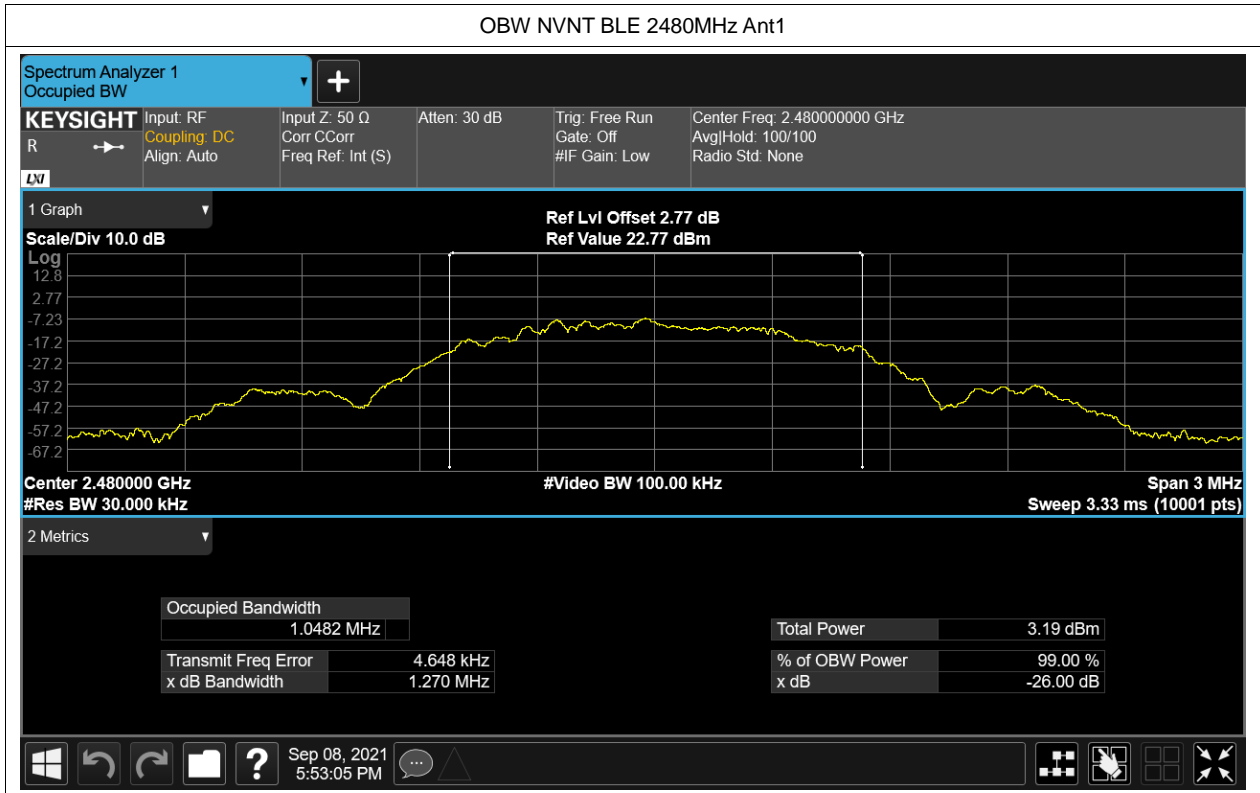 OBW NVNT BLE 2480MHz Ant1
Spectrum Analyzer 1
Occupied BW
KEYSIGHT
R
LXI
Input: RF
Coupling: DC
Align: Auto
Input Z: 50 Ω
Corr CCorr
Freq Ref: Int (S)
Atten: 30 dB
Trig: Free Run
Gate: Off
#IF Gain: Low
Center Freq: 2.480000000 GHz
Avg|Hold: 100/100
Radio Std: None
1 Graph
Scale/Div 10.0 dB
Ref Lvl Offset 2.77 dB
Ref Value 22.77 dBm
Log
12.8
2.77
-7.23
-17.2
-27.2
-37.2
-47.2
-57.2
-67.2
Center 2.480000 GHz
#Video BW 100.00 kHz
Span 3 MHz
#Res BW 30.000 kHz
Sweep 3.33 ms (10001 pts)
2 Metrics
Occupied Bandwidth
1.0482 MHz
Total Power 3.19 dBm
Transmit Freq Error 4.648 kHz
% of OBW Power 99.00 %
x dB Bandwidth 1.270 MHz
x dB -26.00 dB
?
Sep 08, 2021
5:53:05 PM